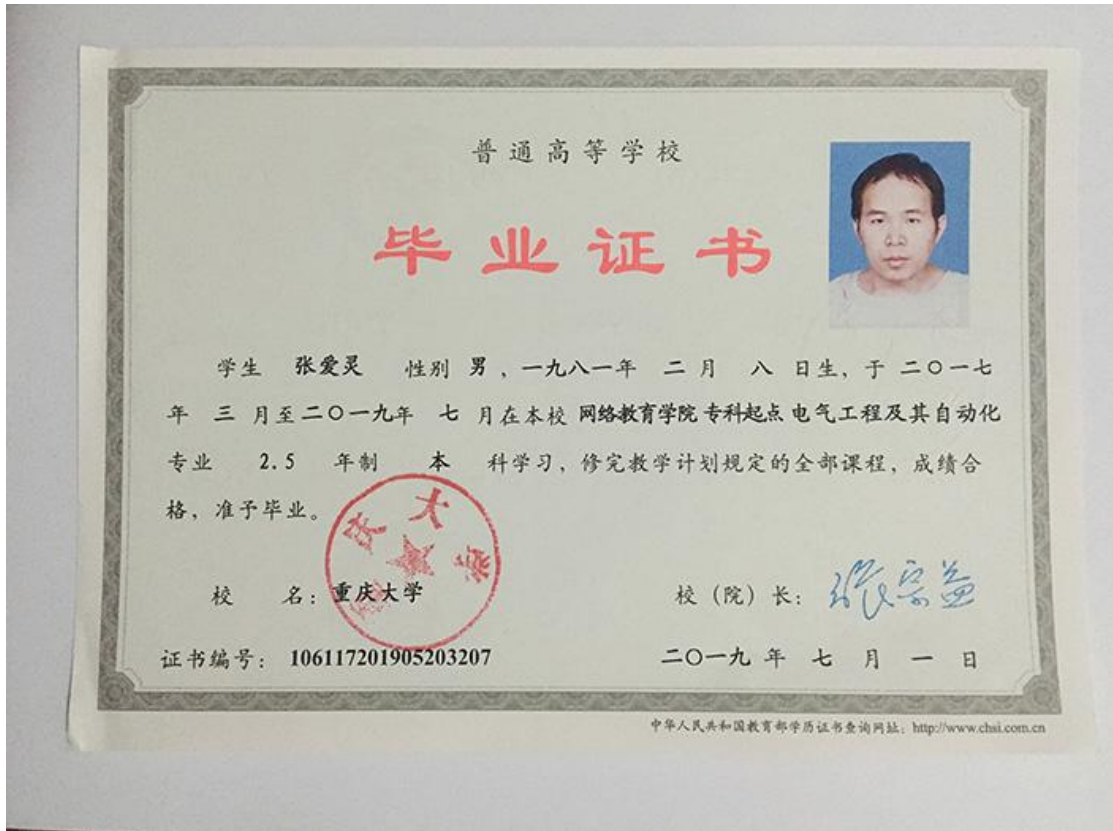 普通高等学校
毕业证书
学生 张爱灵 性别 男 , 一九八一年 二 月 八 日生, 于 二〇一七
年 三 月至二〇一九年 七 月在本校 网络教育学院 专科起点 电气工程及其自动化
专业 2.5 年制 本 科学习, 修完教学计划规定的全部课程, 成绩合
格, 准予毕业。
庆大学
校 名: 重庆大学
校 (院) 长: 张宗益
证书编号: 106117201905203207
二〇一九 年 七 月 一 日
中华人民共和国教育部学历证书查询网址: http://www.chsi.com.cn